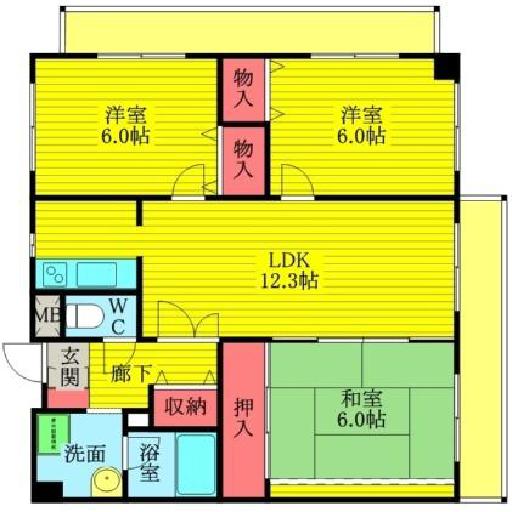 洋室
6.0帖
物入
物入
洋室
6.0帖
LDK
12.3帖
MB
WC
玄関
廊下
収納
押入
和室
6.0帖
洗面
浴室